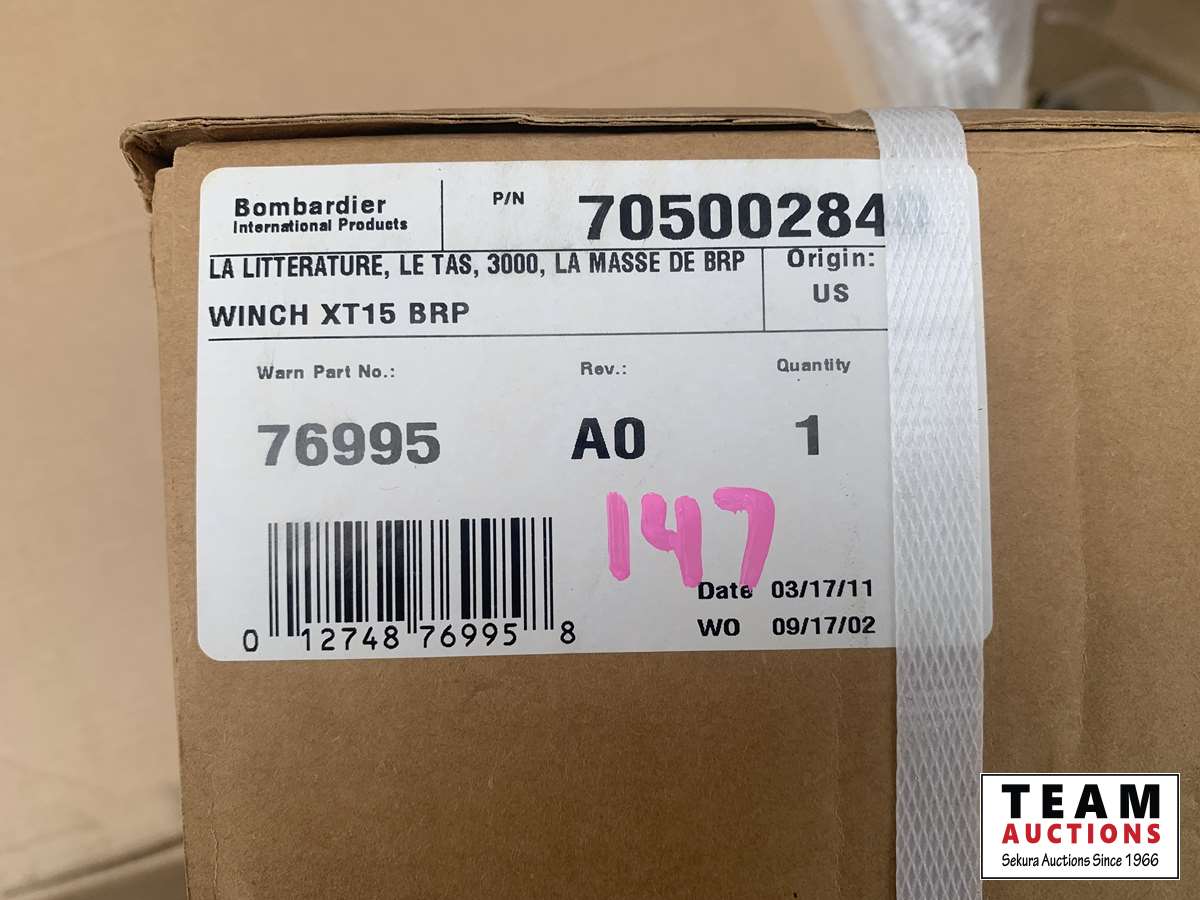 Bombardier
International Products
P/N 705002840
LA LITTERATURE, LE TAS, 3000, LA MASSE DE BRP
WINCH XT15 BRP
Origin:
US
Warn Part No.: Rev.: Quantity
76995 A0 1
147
Date 03/17/11
WO 09/17/02
0 12748 76995 8
TEAM
AUCTIONS
Sekura Auctions Since 1966